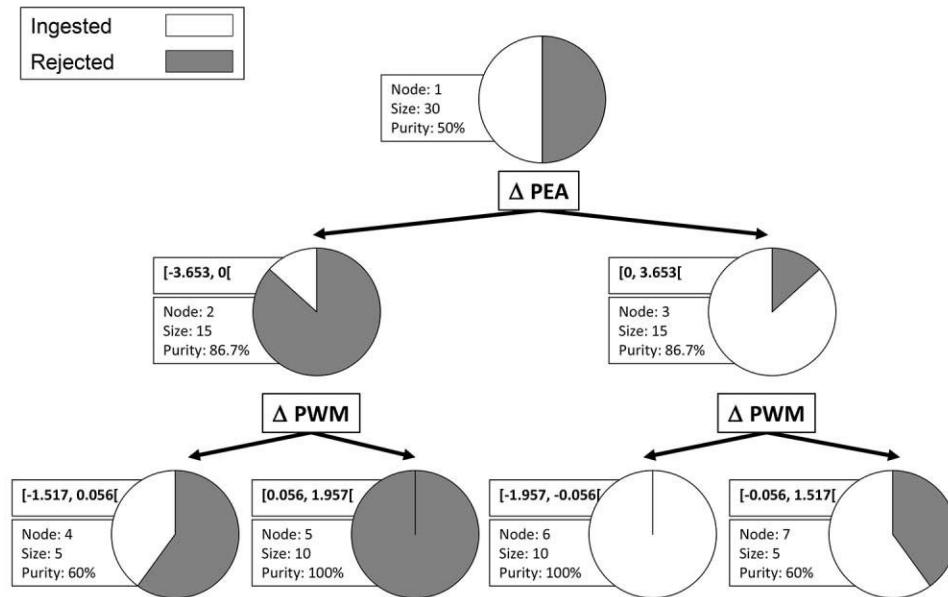 Ingested
Rejected
Node: 1
Size: 30
Purity: 50%
Δ PEA
[-3.653, 0[
Node: 2
Size: 15
Purity: 86.7%
[0, 3.653[
Node: 3
Size: 15
Purity: 86.7%
Δ PWM
Δ PWM
[-1.517, 0.056[
Node: 4
Size: 5
Purity: 60%
[0.056, 1.957[
Node: 5
Size: 10
Purity: 100%
[-1.957, -0.056[
Node: 6
Size: 10
Purity: 100%
[-0.056, 1.517[
Node: 7
Size: 5
Purity: 60%